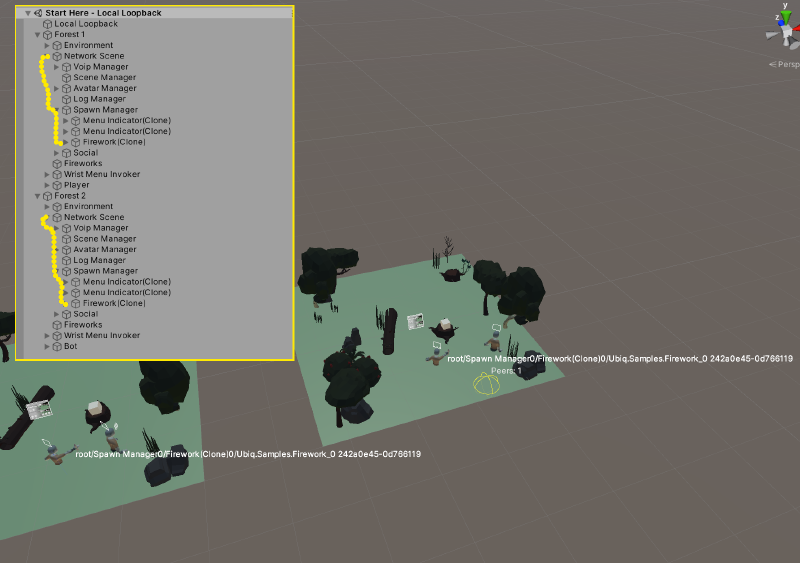 Start Here - Local Loopback
Local Loopback
Forest 1
Environment
Network Scene
Voip Manager
Scene Manager
Avatar Manager
Log Manager
Spawn Manager
Menu Indicator(Clone)
Menu Indicator(Clone)
Firework(Clone)
Social
Fireworks
Wrist Menu Invoker
Player
Forest 2
Environment
Network Scene
Voip Manager
Scene Manager
Avatar Manager
Log Manager
Spawn Manager
Menu Indicator(Clone)
Menu Indicator(Clone)
Firework(Clone)
Social
Fireworks
Wrist Menu Invoker
Bot
y
z
x
Persp
root/Spawn Manager0/Firework(Clone)0/Ubiq.Samples.Firework_0 242a0e45-0d766119
Peers: 1
root/Spawn Manager0/Firework(Clone)0/Ubiq.Samples.Firework_0 242a0e45-0d766119